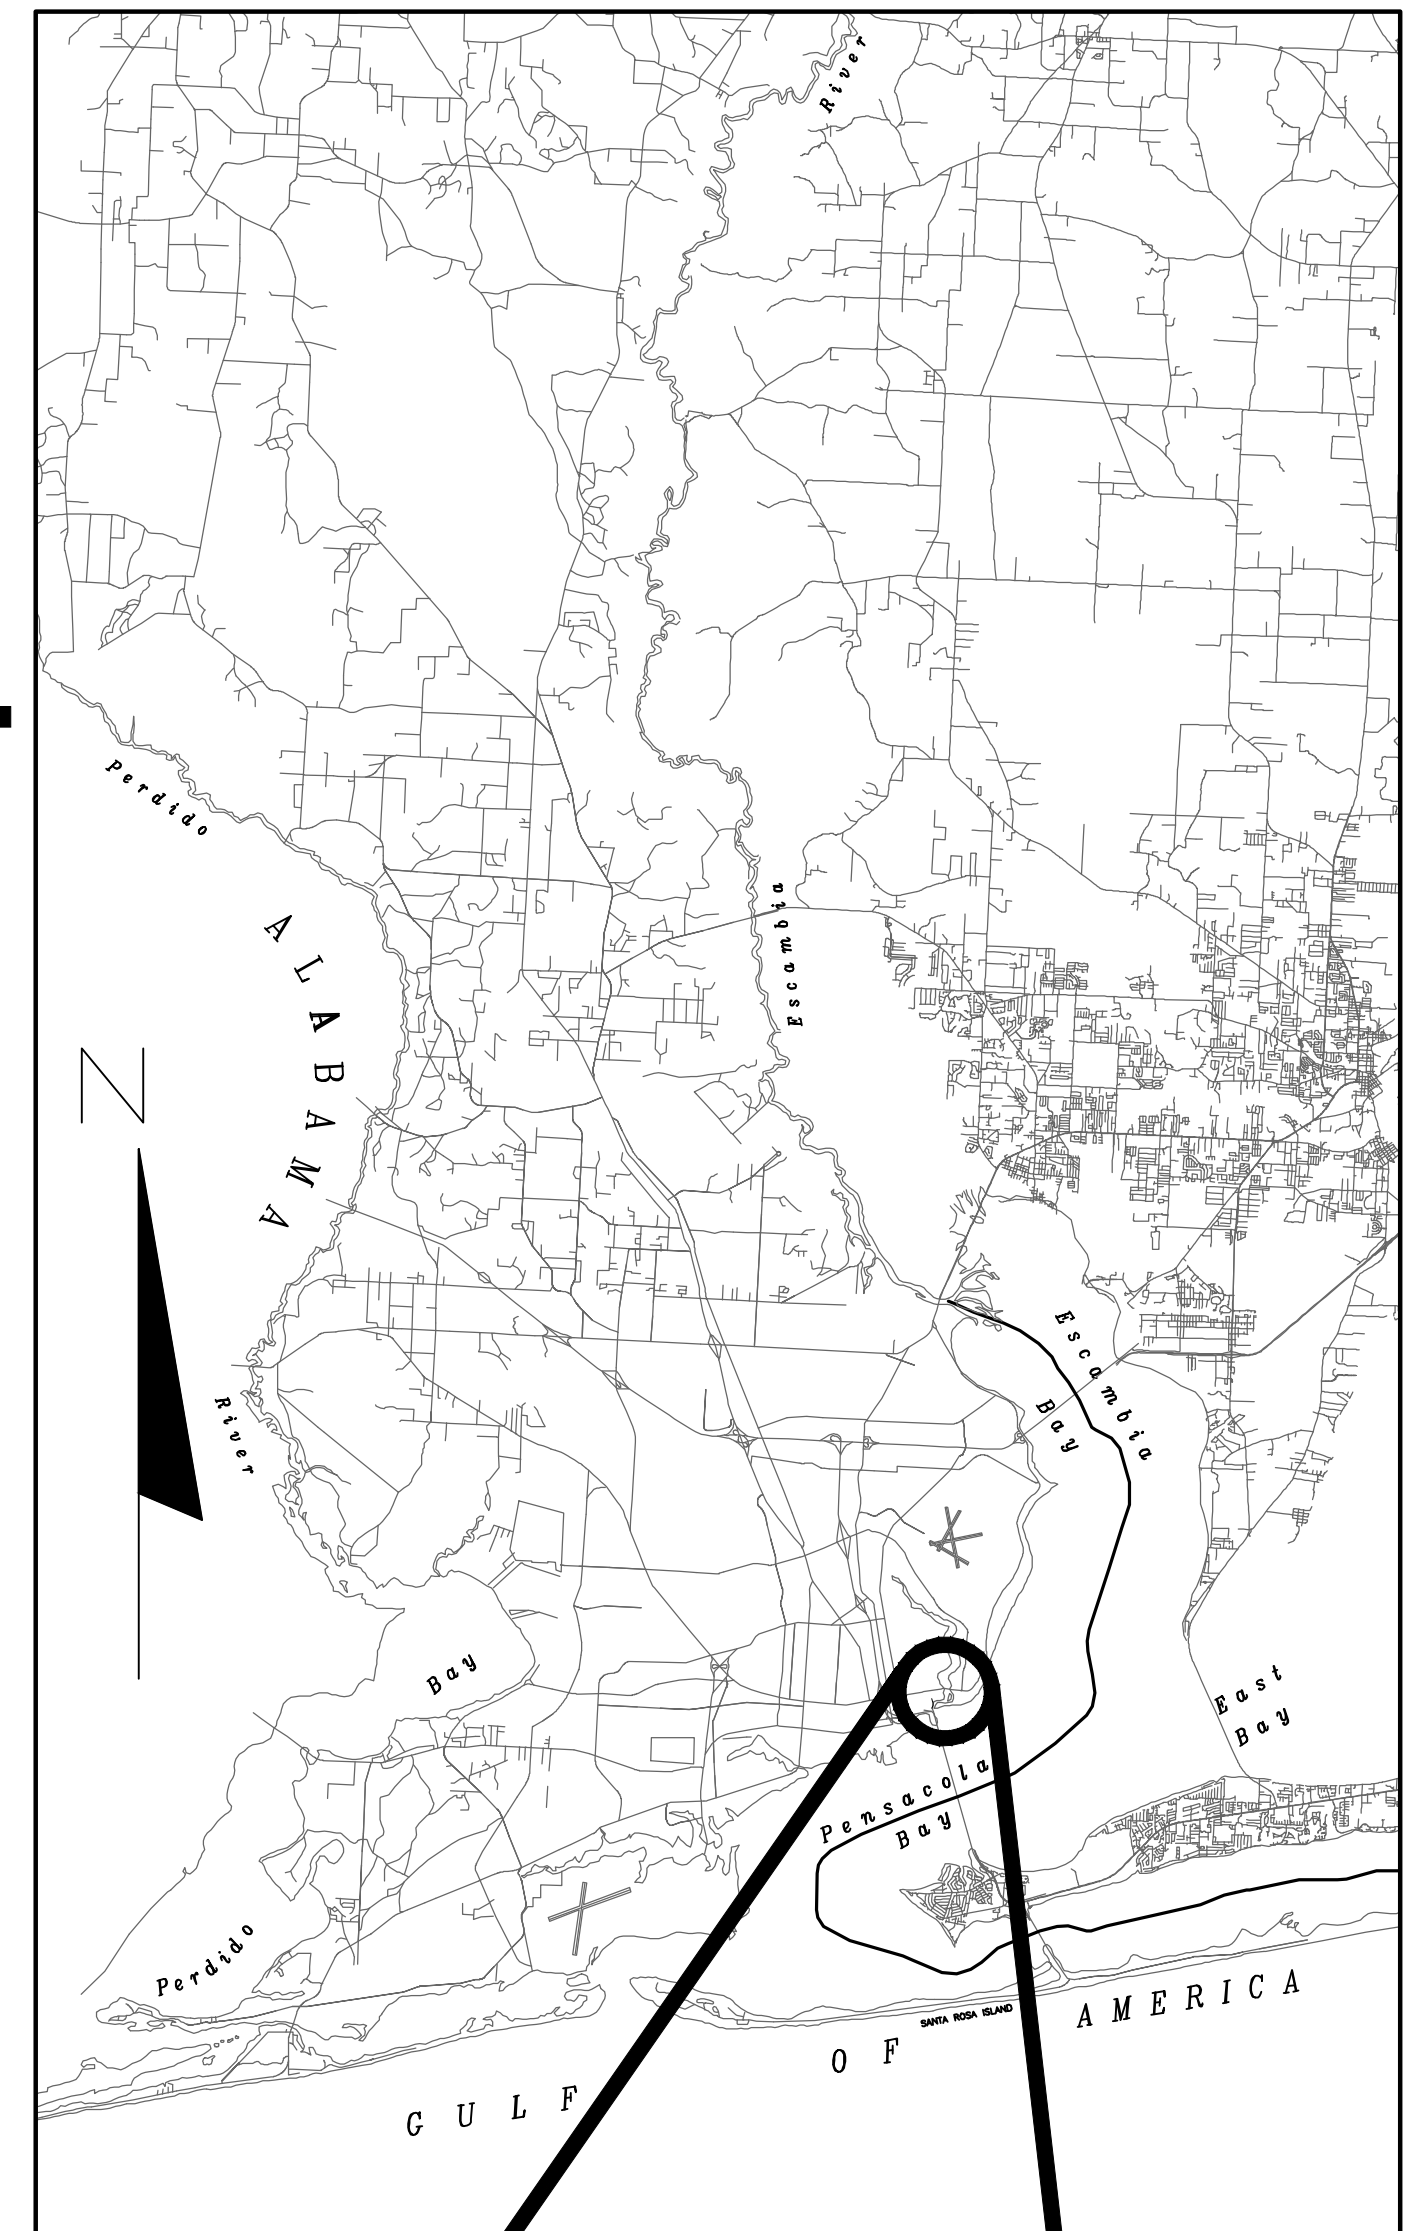 River
Perdido
Escambia
ALABAMA
N
Escambia
Bay
River
Bay
East
Bay
Pensacola
Bay
Perdido
SANTA ROSA ISLAND
GULF OF AMERICA